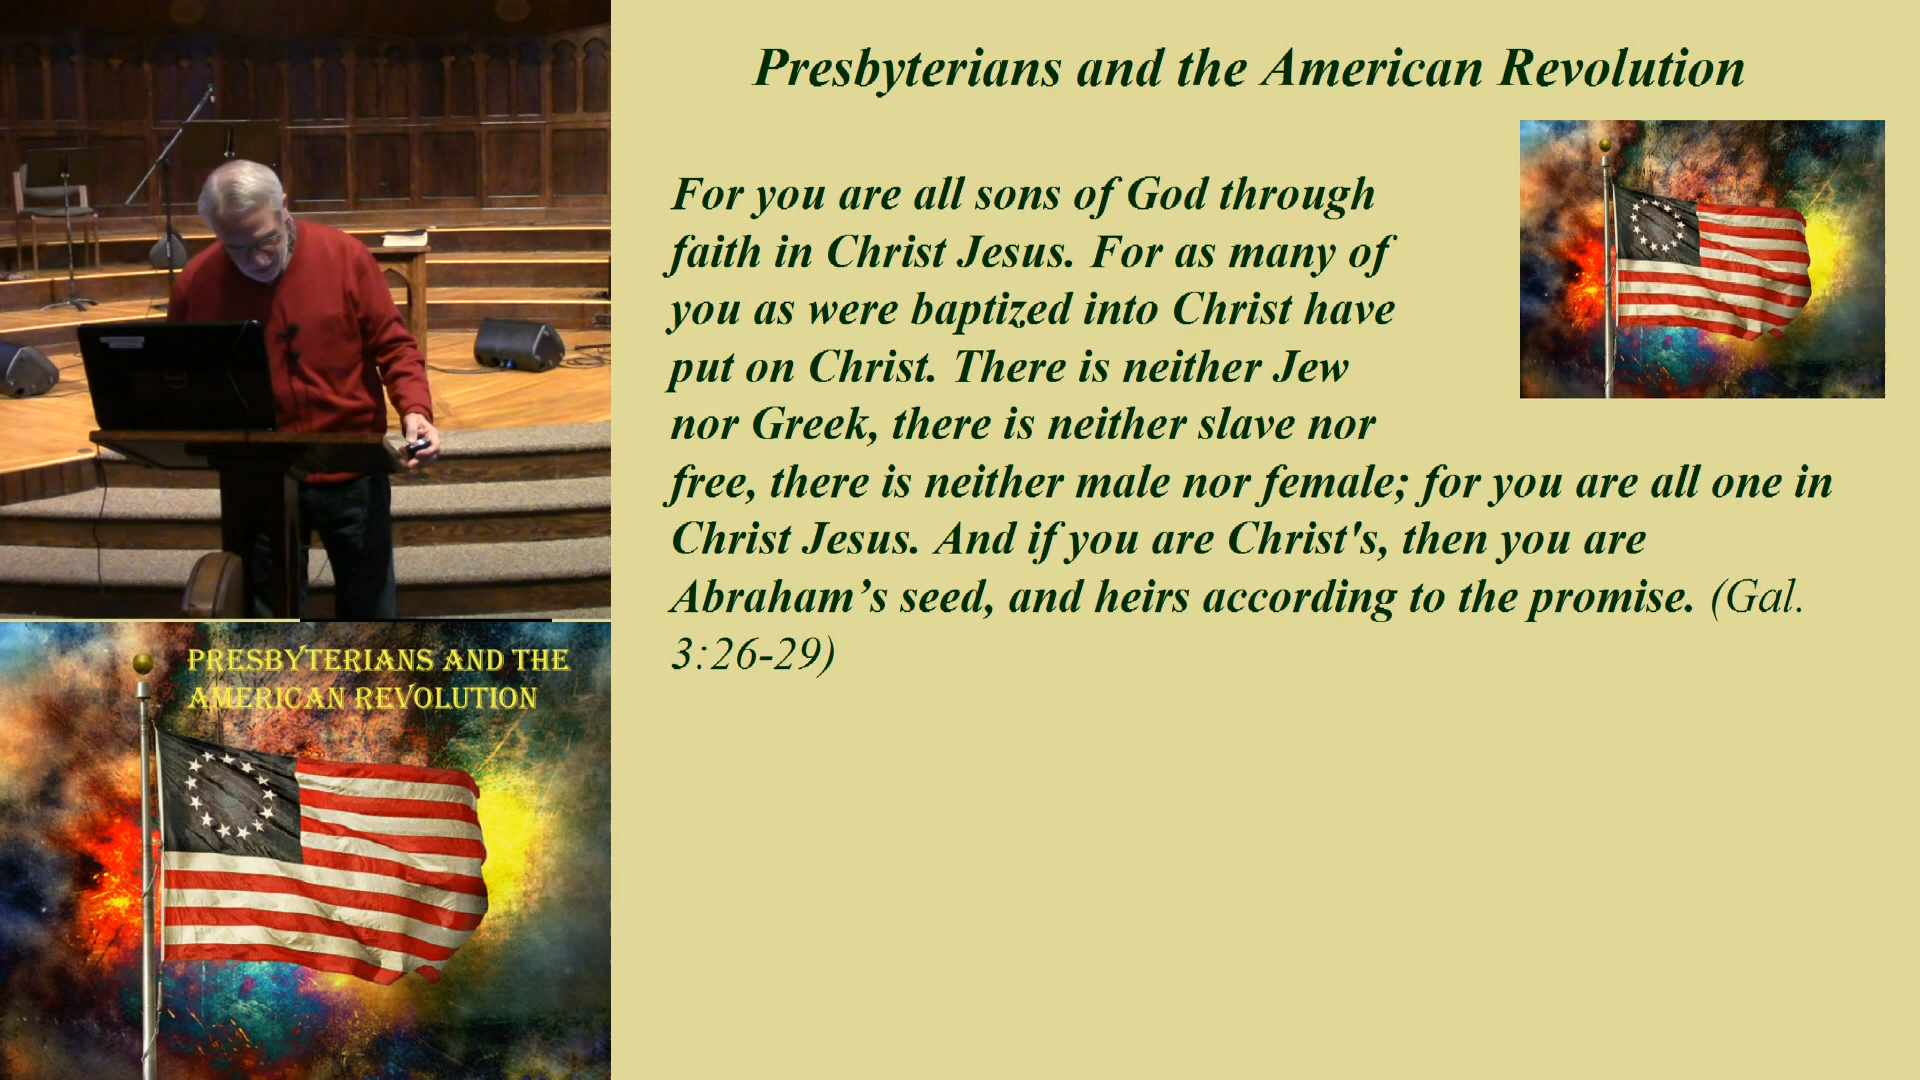 Presbyterians and the American Revolution
For you are all sons of God through
faith in Christ Jesus. For as many of
you as were baptized into Christ have
put on Christ. There is neither Jew
nor Greek, there is neither slave nor
free, there is neither male nor female; for you are all one in
Christ Jesus. And if you are Christ's, then you are
Abraham’s seed, and heirs according to the promise. (Gal.
3:26-29)
PRESBYTERIANS AND THE
AMERICAN REVOLUTION